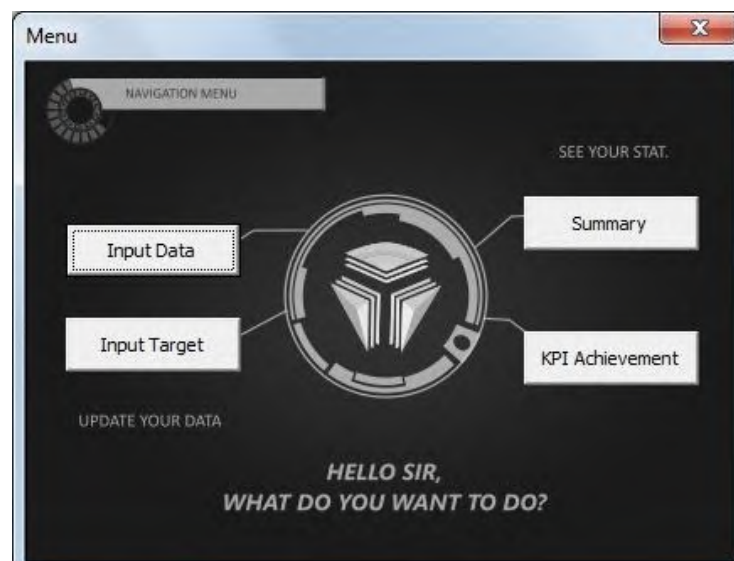 Menu
NAVIGATION MENU
SEE YOUR STAT.
Summary
Input Data
Input Target
KPI Achievement
UPDATE YOUR DATA
HELLO SIR,
WHAT DO YOU WANT TO DO?